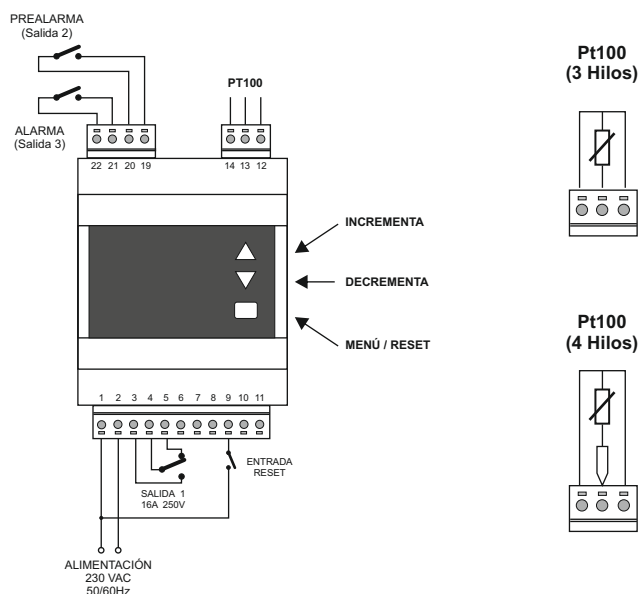 PREALARMA
(Salida 2)
ALARMA
(Salida 3)
PT100
22 21 20 19
14 13 12
INCREMENTA
DECREMENTA
MENÚ / RESET
1 2 3 4 5 6 7 8 9 10 11
SALIDA 1
16A 250V
ENTRADA
RESET
ALIMENTACIÓN
230 VAC
50/60Hz
Pt100
(3 Hilos)
Pt100
(4 Hilos)